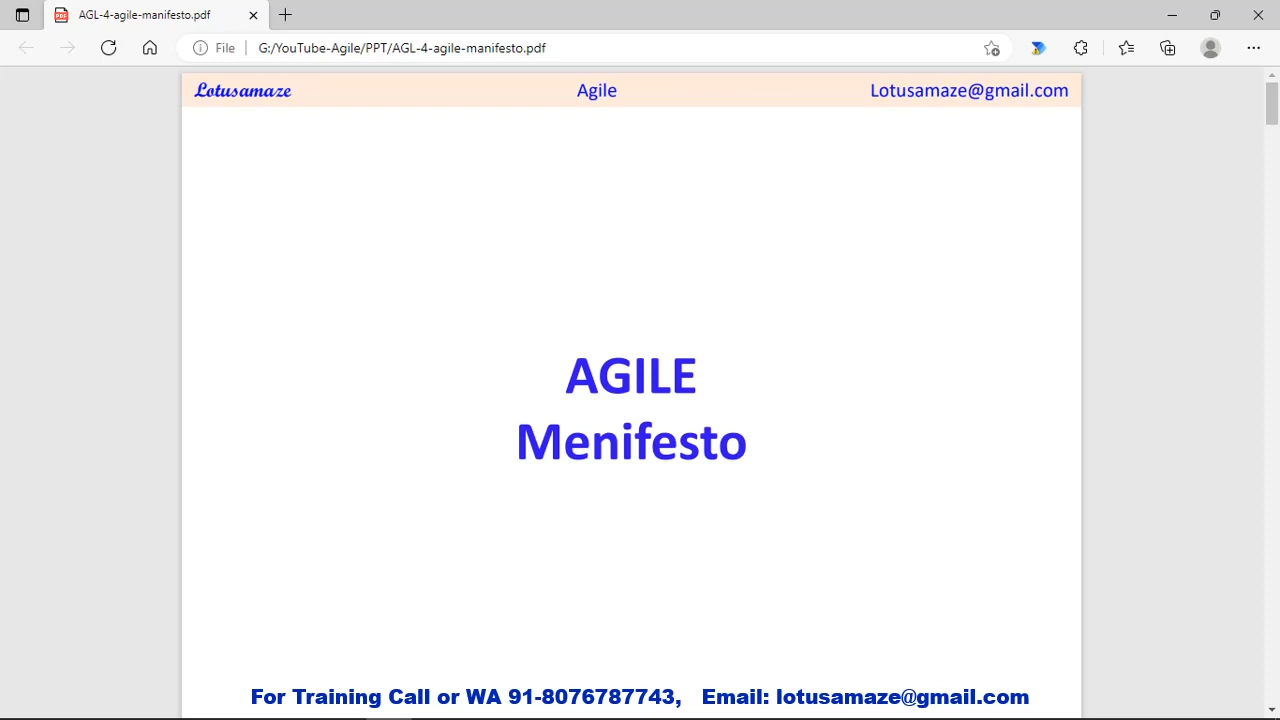 AGL-4-agile-manifesto.pdf
File G:/YouTube-Agile/PPT/AGL-4-agile-manifesto.pdf
Lotusamaze Agile Lotusamaze@gmail.com
AGILE
Menifesto
For Training Call or WA 91-8076787743, Email: lotusamaze@gmail.com